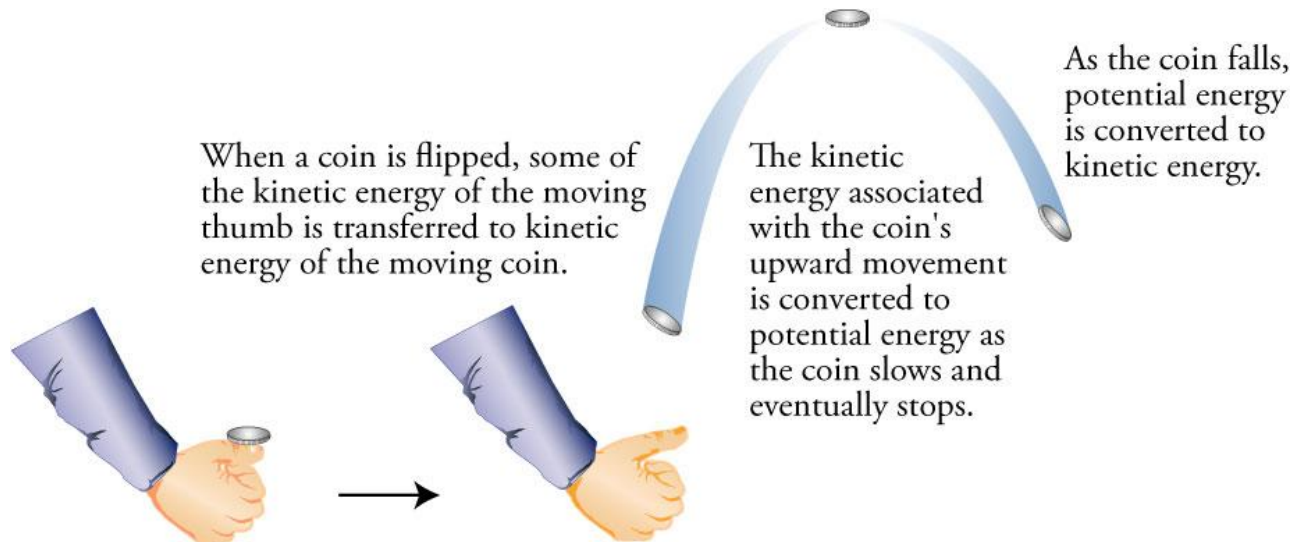 When a coin is flipped, some of
the kinetic energy of the moving
thumb is transferred to kinetic
energy of the moving coin.
The kinetic
energy associated
with the coin's
upward movement
is converted to
potential energy as
the coin slows and
eventually stops.
As the coin falls,
potential energy
is converted to
kinetic energy.